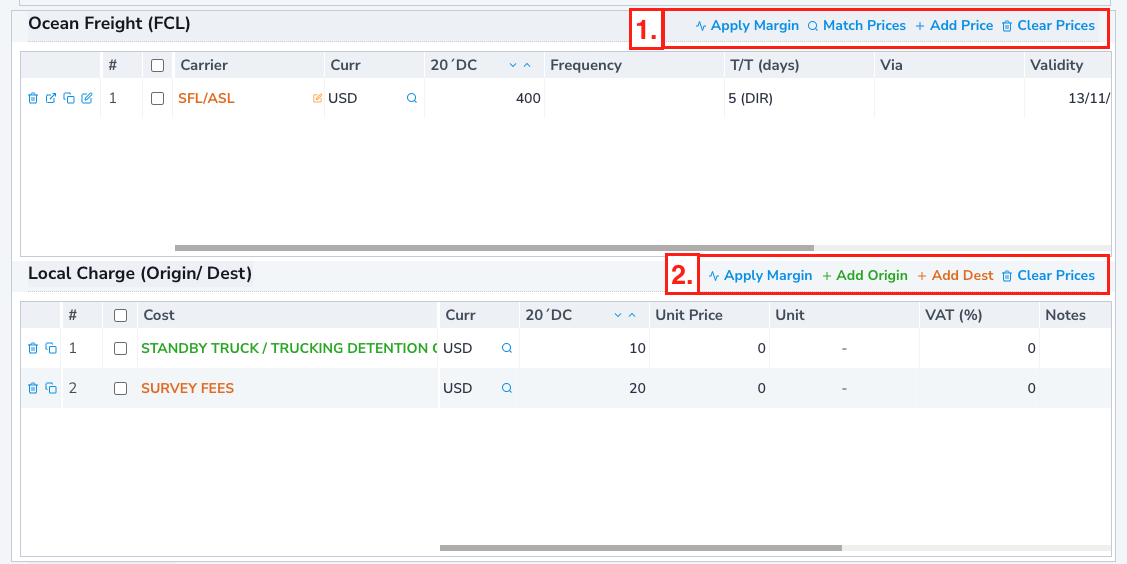 Ocean Freight (FCL) 1. Apply Margin Match Prices + Add Price Clear Prices
# Carrier Curr 20´DC Frequency T/T (days) Via Validity
1 SFL/ASL USD 400 5 (DIR) 13/11/
Local Charge (Origin/ Dest) 2. Apply Margin + Add Origin + Add Dest Clear Prices
# Cost Curr 20´DC Unit Price Unit VAT (%) Notes
1 STANDBY TRUCK / TRUCKING DETENTION USD 10 0 - 0
2 SURVEY FEES USD 20 0 - 0